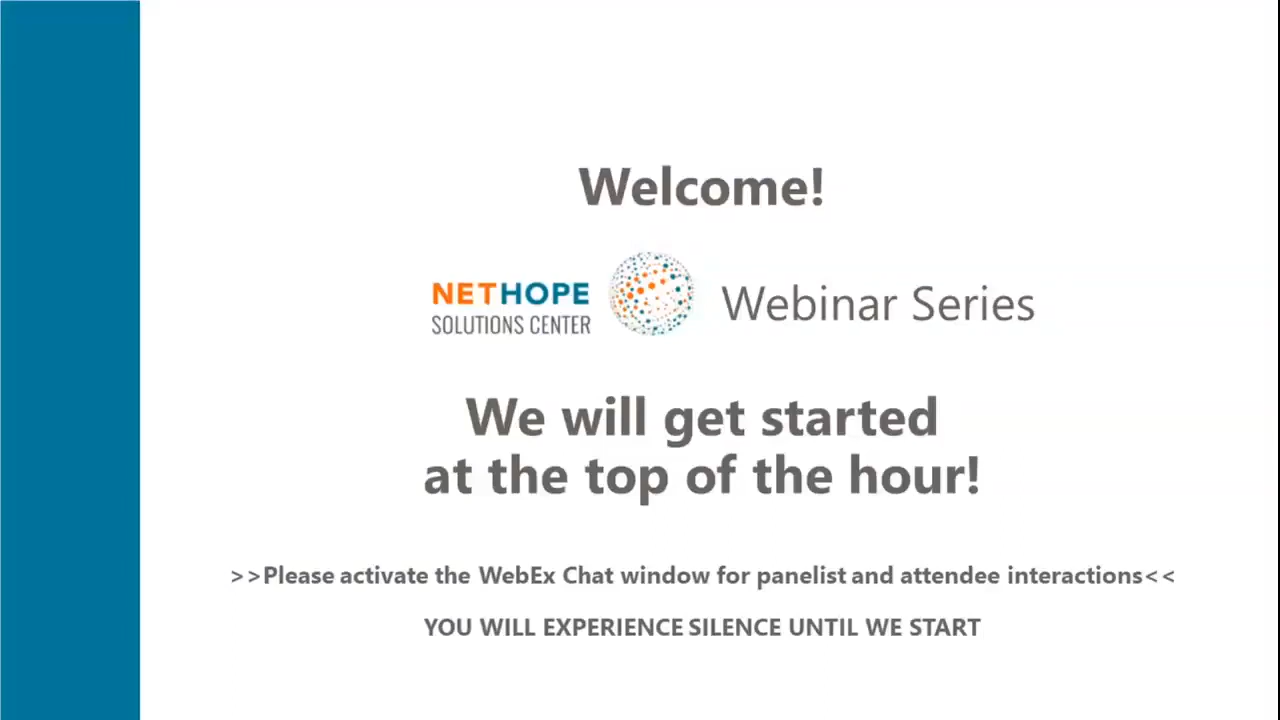 Welcome!
NETHOPE
SOLUTIONS CENTER
Webinar Series
We will get started
at the top of the hour!
>>Please activate the WebEx Chat window for panelist and attendee interactions<<
YOU WILL EXPERIENCE SILENCE UNTIL WE START